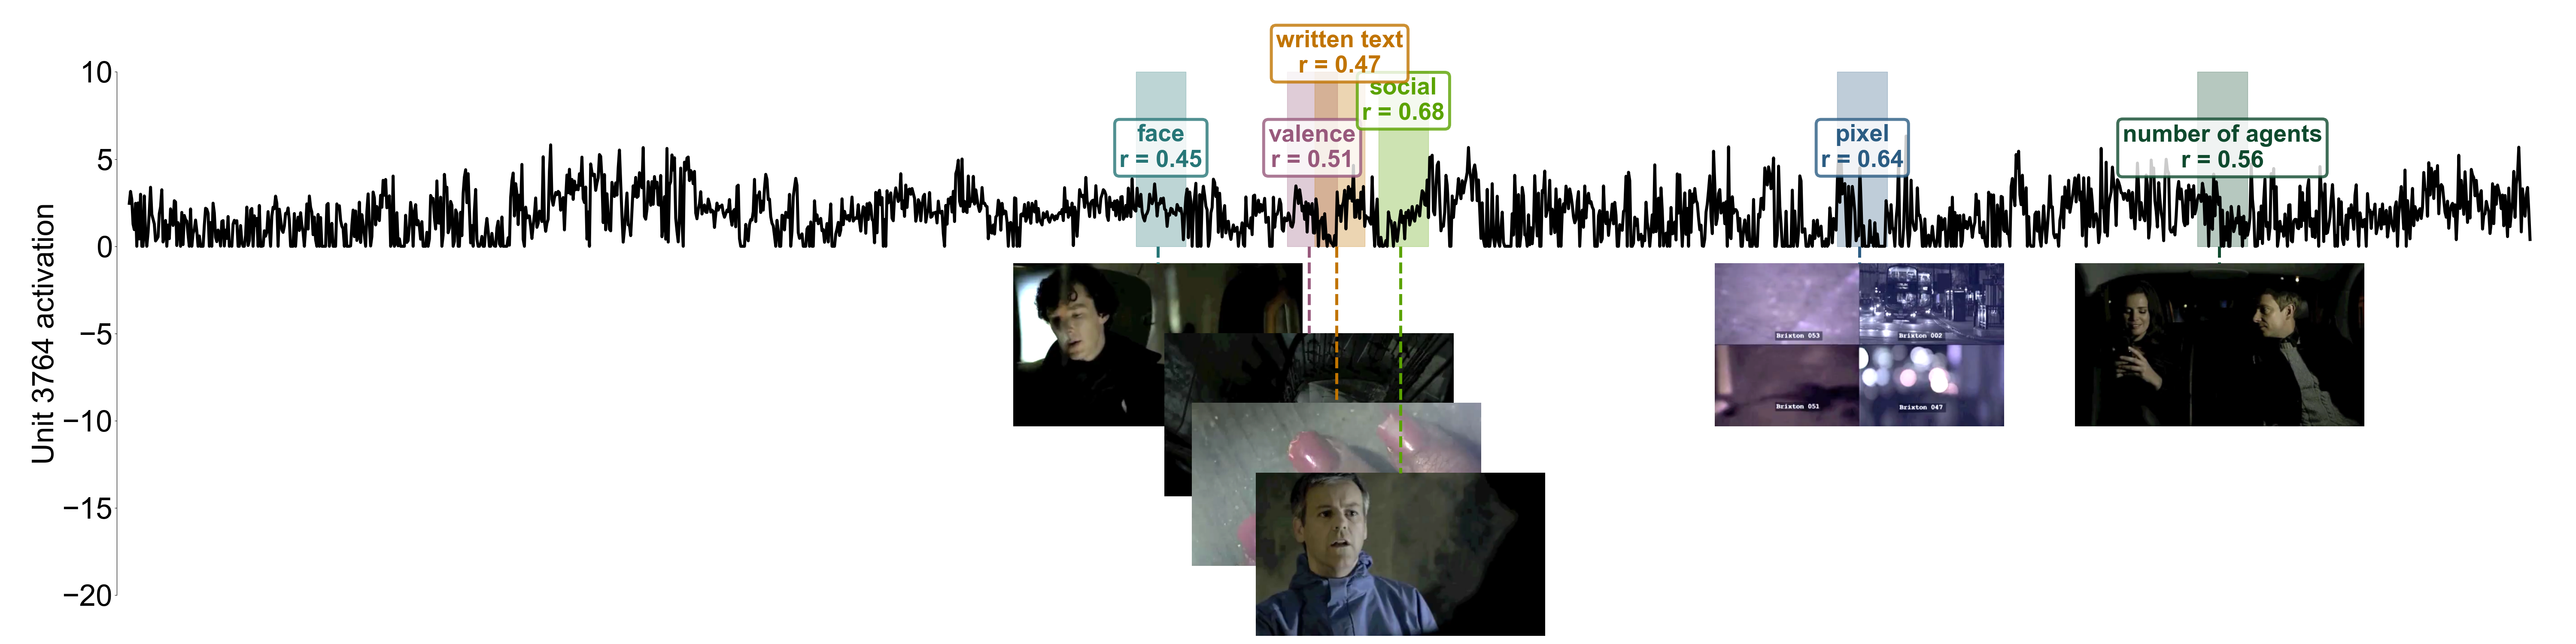 written text
r = 0.47
social
r = 0.68
face
r = 0.45
valence
r = 0.51
pixel
r = 0.64
number of agents
r = 0.56
10
5
0
−5
−10
−15
−20
Unit 3764 activation
Brixton 053
Brixton 002
Brixton 051
Brixton 047